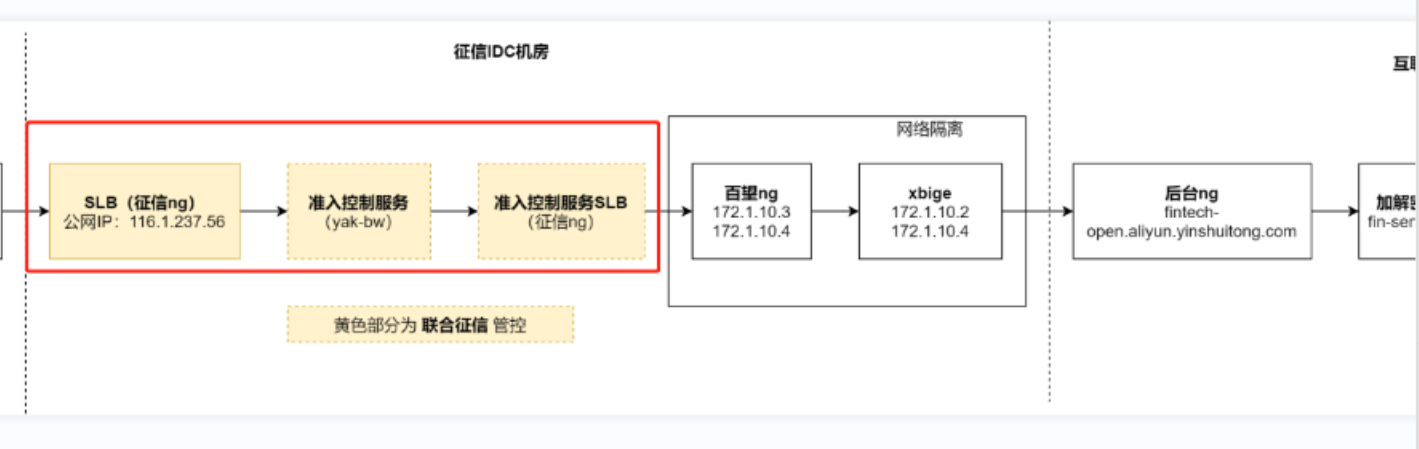 征信IDC机房
网络隔离
SLB（征信ng）
公网IP：116.1.237.56
准入控制服务
(yak-bw)
准入控制服务SLB
(征信ng)
百望ng
172.1.10.3
172.1.10.4
xbige
172.1.10.2
172.1.10.4
后台ng
fintech-
open.aliyun.yinshuitong.com
加解
fin-ser
黄色部分为 联合征信 管控